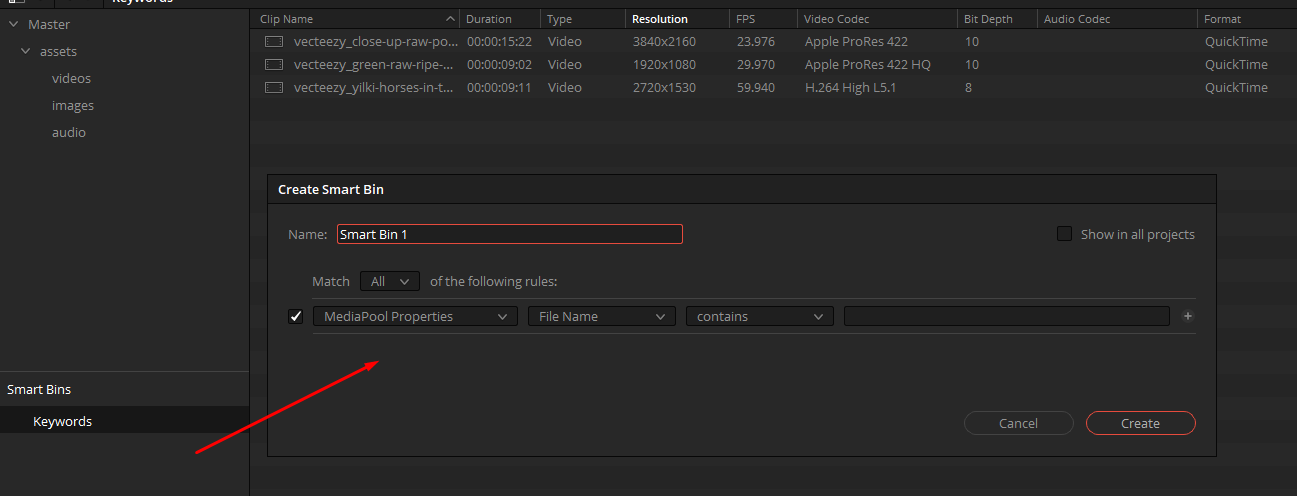 Keywords
Clip Name Duration Type Resolution FPS Video Codec Bit Depth Audio Codec Format
Master
vecteezy_close-up-raw-po... 00:00:15:22 Video 3840x2160 23.976 Apple ProRes 422 10 QuickTime
assets
vecteezy_green-raw-ripe-... 00:00:09:02 Video 1920x1080 29.970 Apple ProRes 422 HQ 10 QuickTime
videos
vecteezy_yilki-horses-in-t... 00:00:09:11 Video 2720x1530 59.940 H.264 High L5.1 8 QuickTime
images
audio
Create Smart Bin
Name: Smart Bin 1 Show in all projects
Match All of the following rules:
MediaPool Properties File Name contains +
Smart Bins
Keywords
Cancel Create